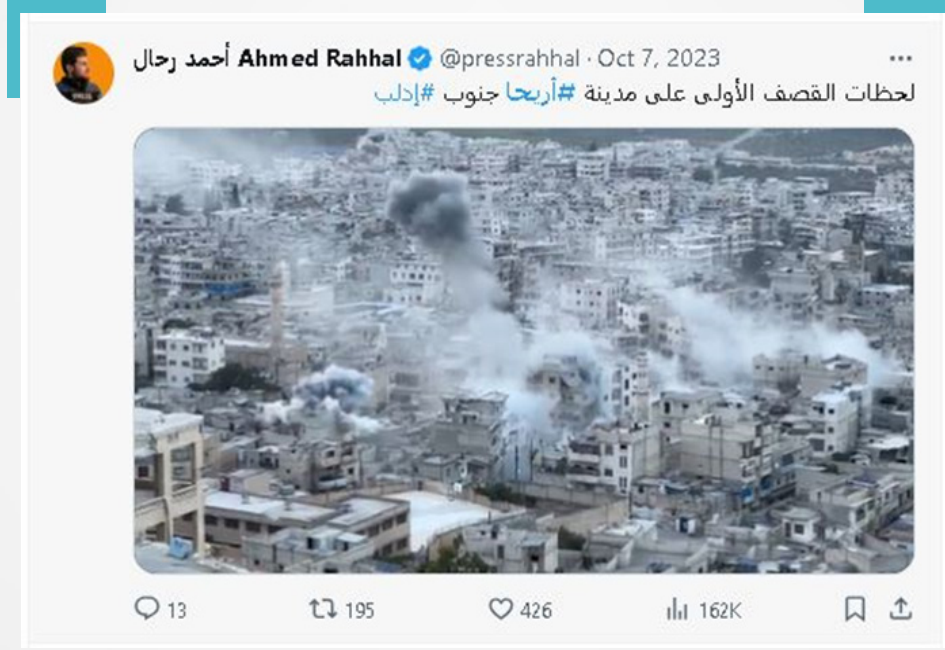 أحمد رحال Ahmed Rahhal @pressrahhal · Oct 7, 2023
لحظات القصف الأولى على مدينة #أريحا جنوب #إدلب
13 195 426 162K